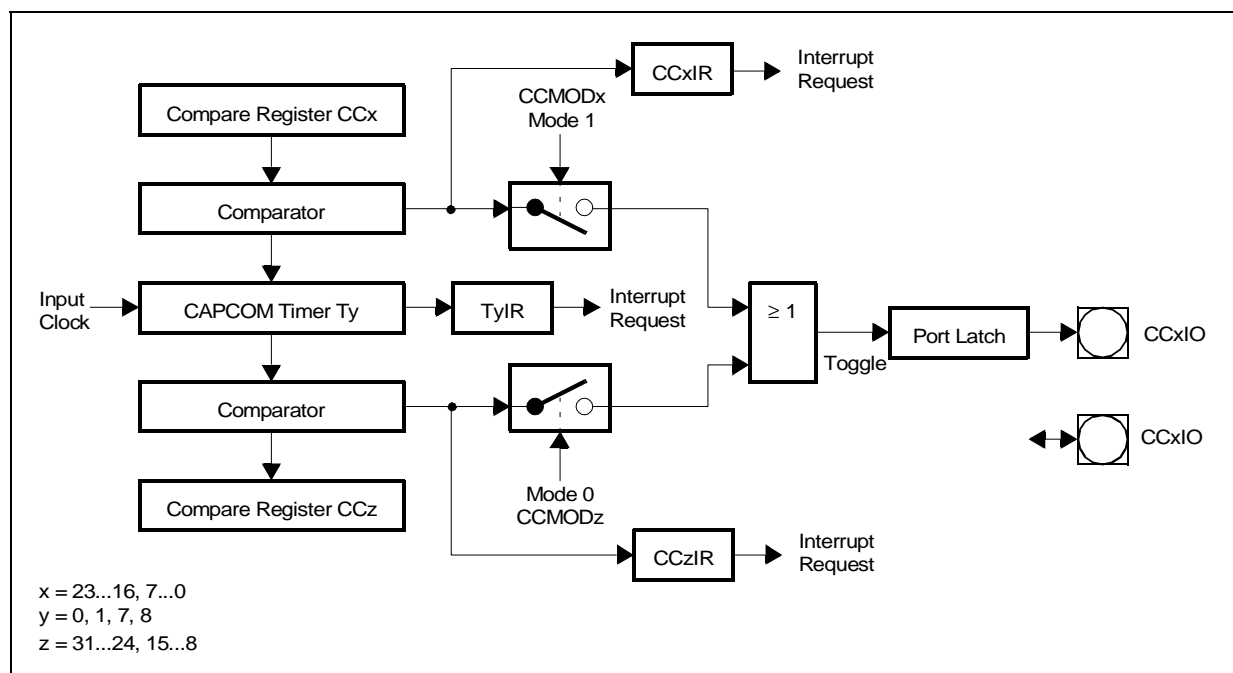 CCxIR
Interrupt
Request
CCMODx
Mode 1
Compare Register CCx
Comparator
Input
Clock
CAPCOM Timer Ty
TyIR
Interrupt
Request
≥ 1
Toggle
Port Latch
CCxIO
Comparator
CCxIO
Compare Register CCz
Mode 0
CCMODz
CCzIR
Interrupt
Request
x = 23...16, 7...0
y = 0, 1, 7, 8
z = 31...24, 15...8